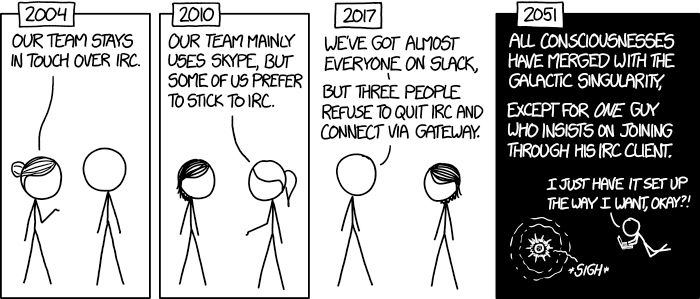 2004
OUR TEAM STAYS
IN TOUCH OVER IRC.
2010
OUR TEAM MAINLY
USES SKYPE, BUT
SOME OF US PREFER
TO STICK TO IRC.
2017
WE'VE GOT ALMOST
EVERYONE ON SLACK,
BUT THREE PEOPLE
REFUSE TO QUIT IRC AND
CONNECT VIA GATEWAY.
2051
ALL CONSCIOUSNESSES
HAVE MERGED WITH THE
GALACTIC SINGULARITY,
EXCEPT FOR ONE GUY
WHO INSISTS ON JOINING
THROUGH HIS IRC CLIENT.
I JUST HAVE IT SET UP
THE WAY I WANT, OKAY?!
*SIGH*